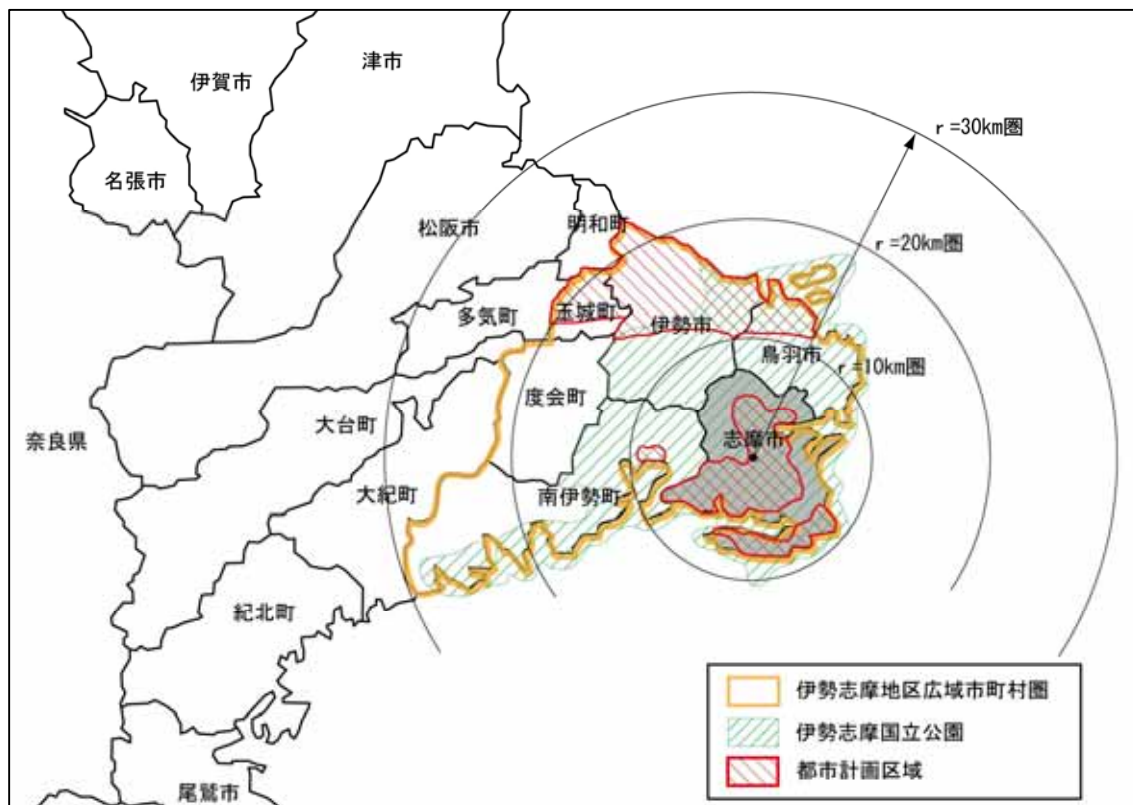 津市
伊賀市
r=30km圏
名張市
松阪市
明和町
r=20km圏
多気町
玉城町
伊勢市
鳥羽市
r=10km圏
度会町
大台町
奈良県
志摩市
大紀町
南伊勢町
紀北町
伊勢志摩地区広域市町村圏
伊勢志摩国立公園
都市計画区域
尾鷲市